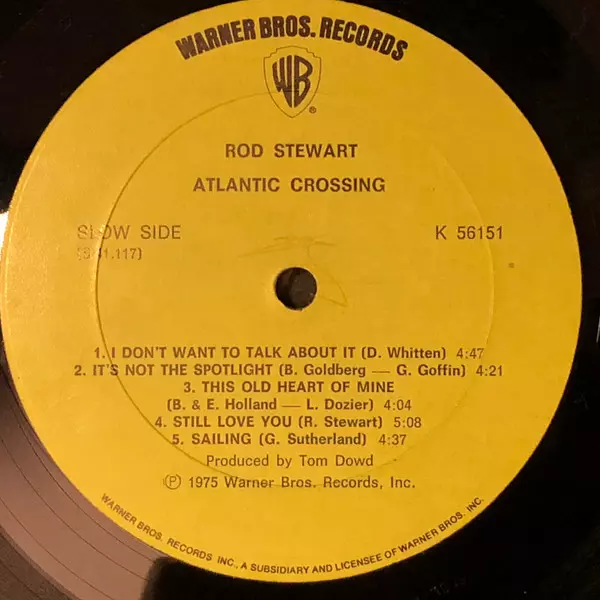 WARNER BROS. RECORDS
WB
®
ROD STEWART
ATLANTIC CROSSING
SLOW SIDE K 56151
1. I DON'T WANT TO TALK ABOUT IT (D. Whitten) 4:47
2. IT'S NOT THE SPOTLIGHT (B. Goldberg — G. Goffin) 4:21
3. THIS OLD HEART OF MINE
(B. & E. Holland — L. Dozier) 4:04
4. STILL LOVE YOU (R. Stewart) 5:08
5. SAILING (G. Sutherland) 4:37
Produced by Tom Dowd
℗ 1975 Warner Bros. Records, Inc.
WARNER BROS. RECORDS INC., A SUBSIDIARY AND LICENSEE OF WARNER BROS. INC.